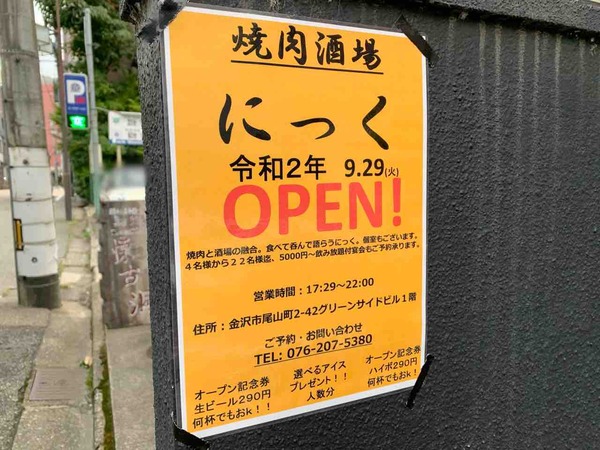 焼肉酒場
にっく
令和2年 9.29(火)
OPEN!
焼肉と酒場の融合。食べて呑んで語らうにっく。個室もございます。
4名様から22名様迄、5000円～飲み放題付宴会もご予約承ります。
営業時間：17:29～22:00
住所：金沢市尾山町2-42グリーンサイドビル1階
ご予約・お問い合わせ
TEL: 076-207-5380
オープン記念券
生ビール290円
何杯でもおk！！
選べるアイス
プレゼント！！
人数分
オープン記念券
ハイボ290円
何杯でもおk！！
P